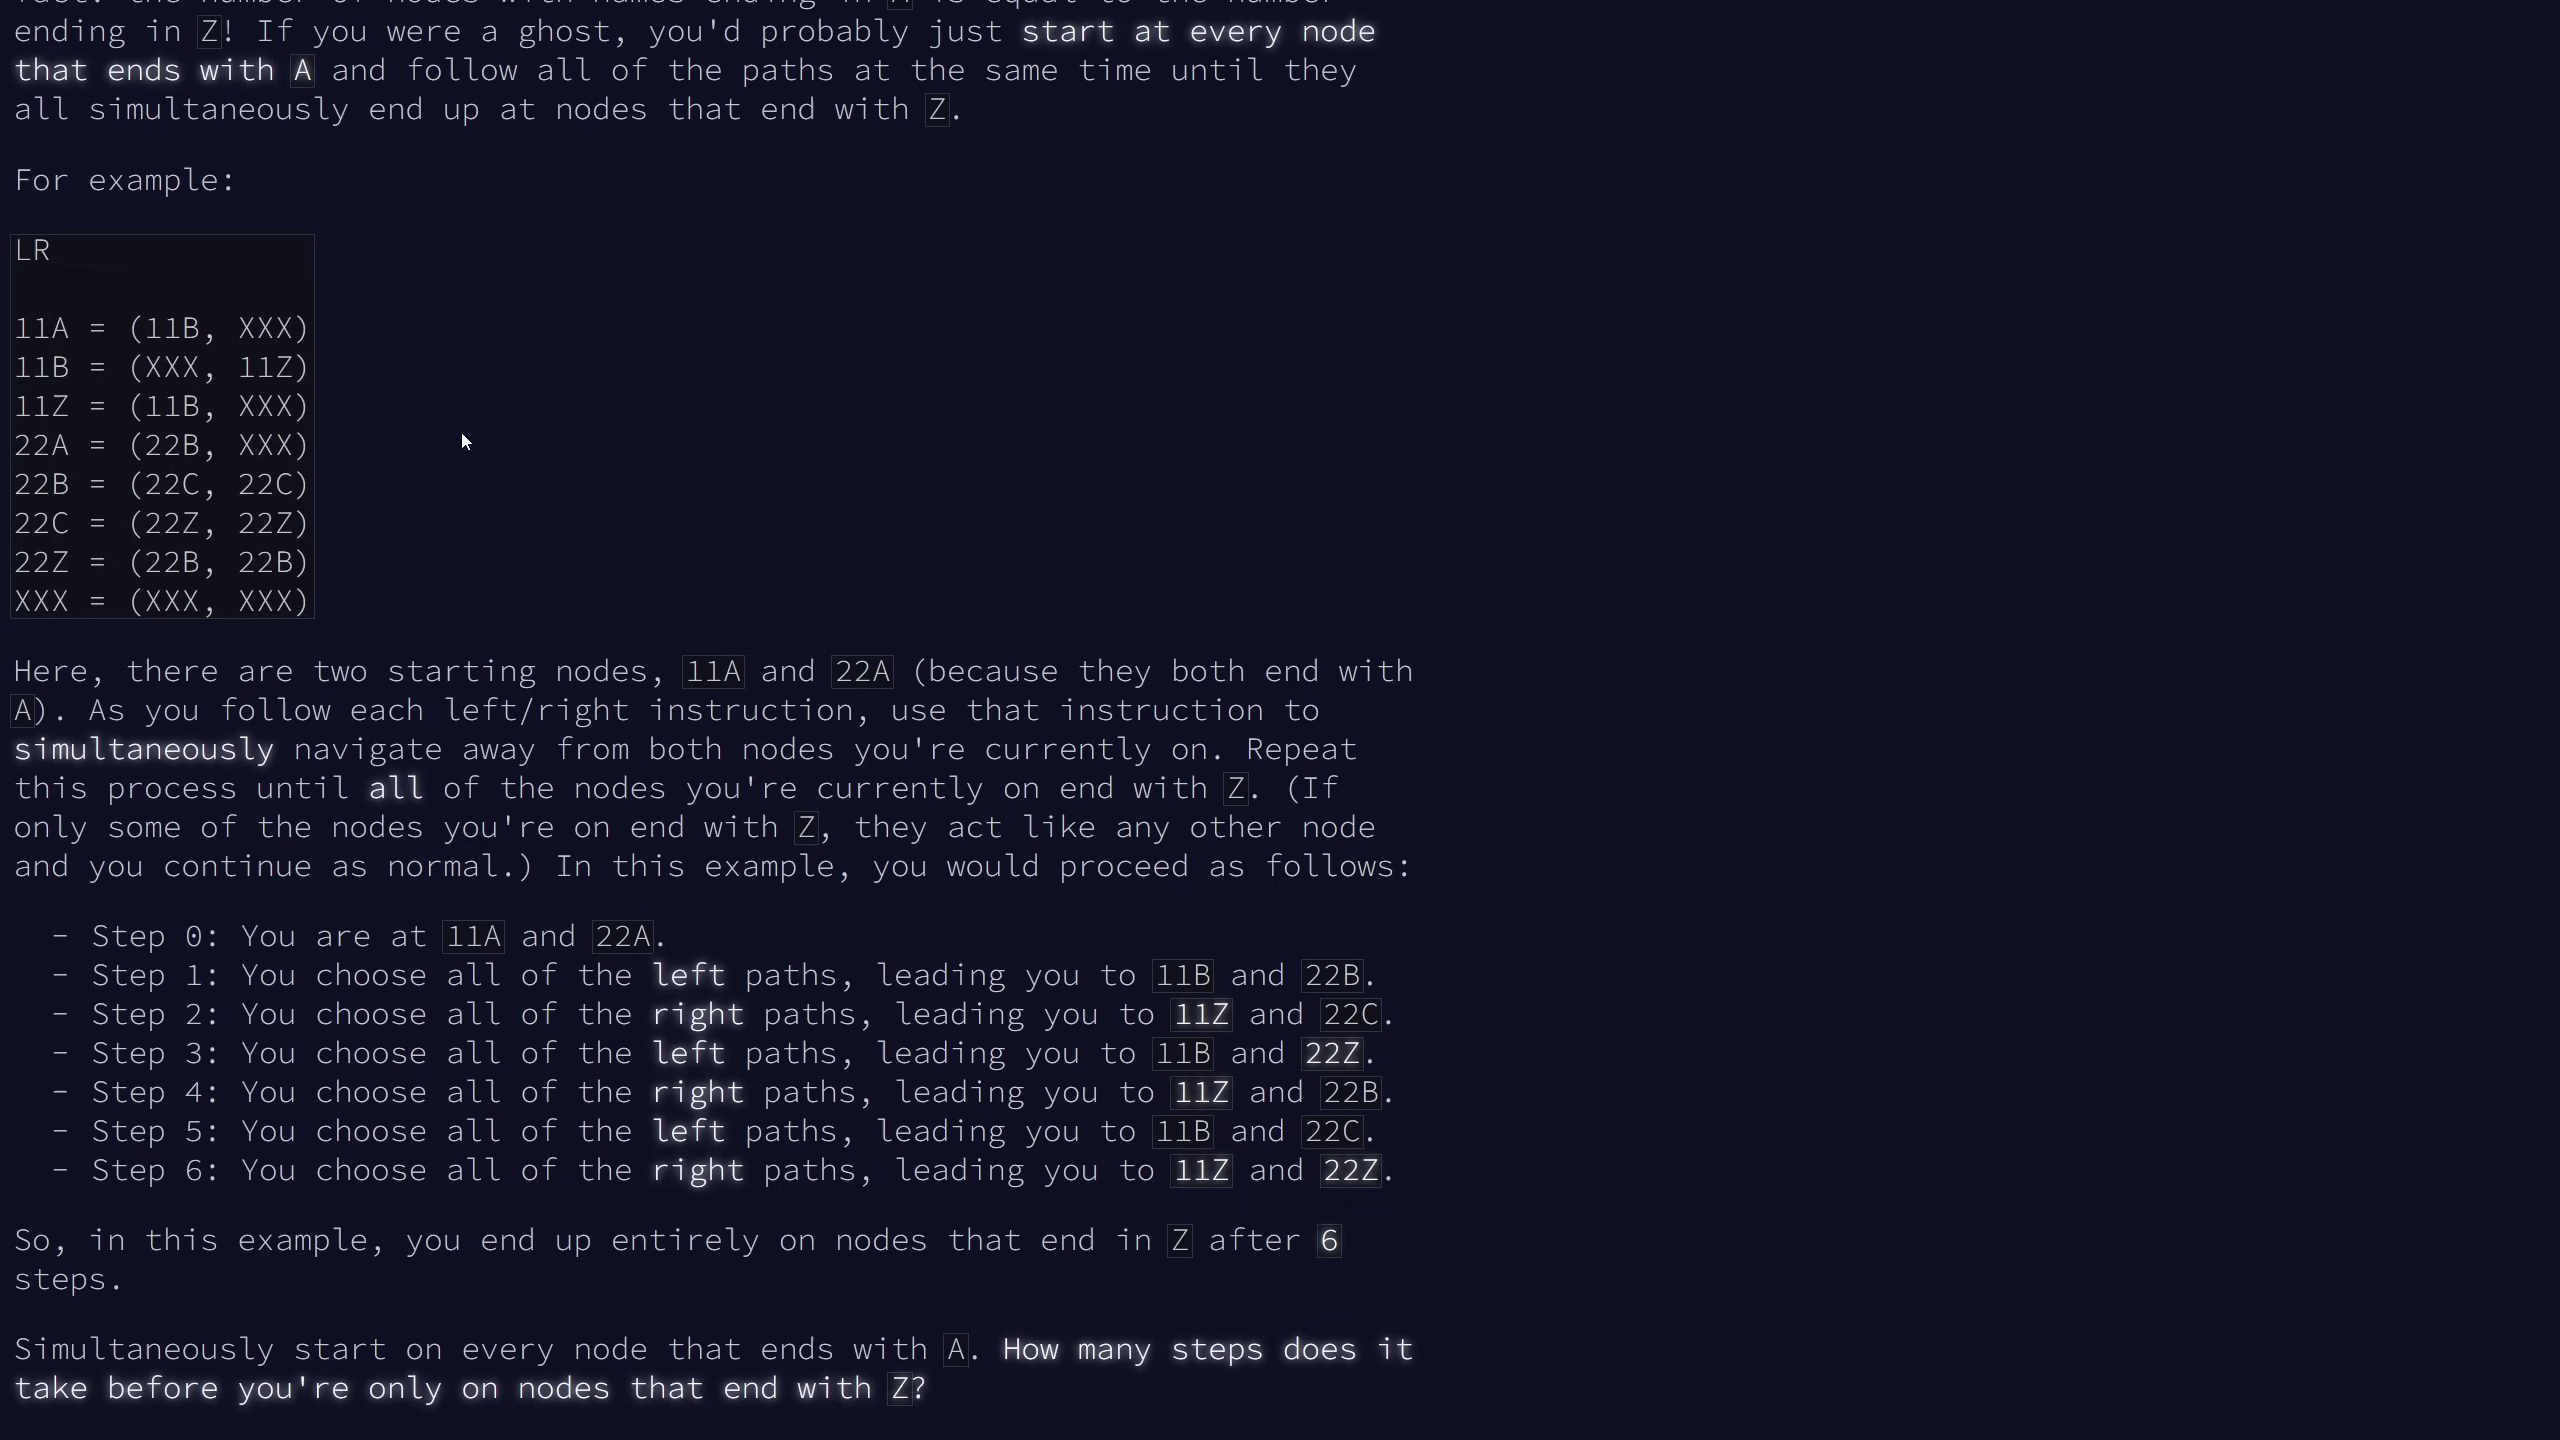 fact: the number of nodes with names ending in A is equal to the number
ending in Z! If you were a ghost, you'd probably just start at every node
that ends with A and follow all of the paths at the same time until they
all simultaneously end up at nodes that end with Z.
For example:
LR
11A = (11B, XXX)
11B = (XXX, 11Z)
11Z = (11B, XXX)
22A = (22B, XXX)
22B = (22C, 22C)
22C = (22Z, 22Z)
22Z = (22B, 22B)
XXX = (XXX, XXX)
Here, there are two starting nodes, 11A and 22A (because they both end with
A). As you follow each left/right instruction, use that instruction to
simultaneously navigate away from both nodes you're currently on. Repeat
this process until all of the nodes you're currently on end with Z. (If
only some of the nodes you're on end with Z, they act like any other node
and you continue as normal.) In this example, you would proceed as follows:
- Step 0: You are at 11A and 22A.
- Step 1: You choose all of the left paths, leading you to 11B and 22B.
- Step 2: You choose all of the right paths, leading you to 11Z and 22C.
- Step 3: You choose all of the left paths, leading you to 11B and 22Z.
- Step 4: You choose all of the right paths, leading you to 11Z and 22B.
- Step 5: You choose all of the left paths, leading you to 11B and 22C.
- Step 6: You choose all of the right paths, leading you to 11Z and 22Z.
So, in this example, you end up entirely on nodes that end in Z after 6
steps.
Simultaneously start on every node that ends with A. How many steps does it
take before you're only on nodes that end with Z?